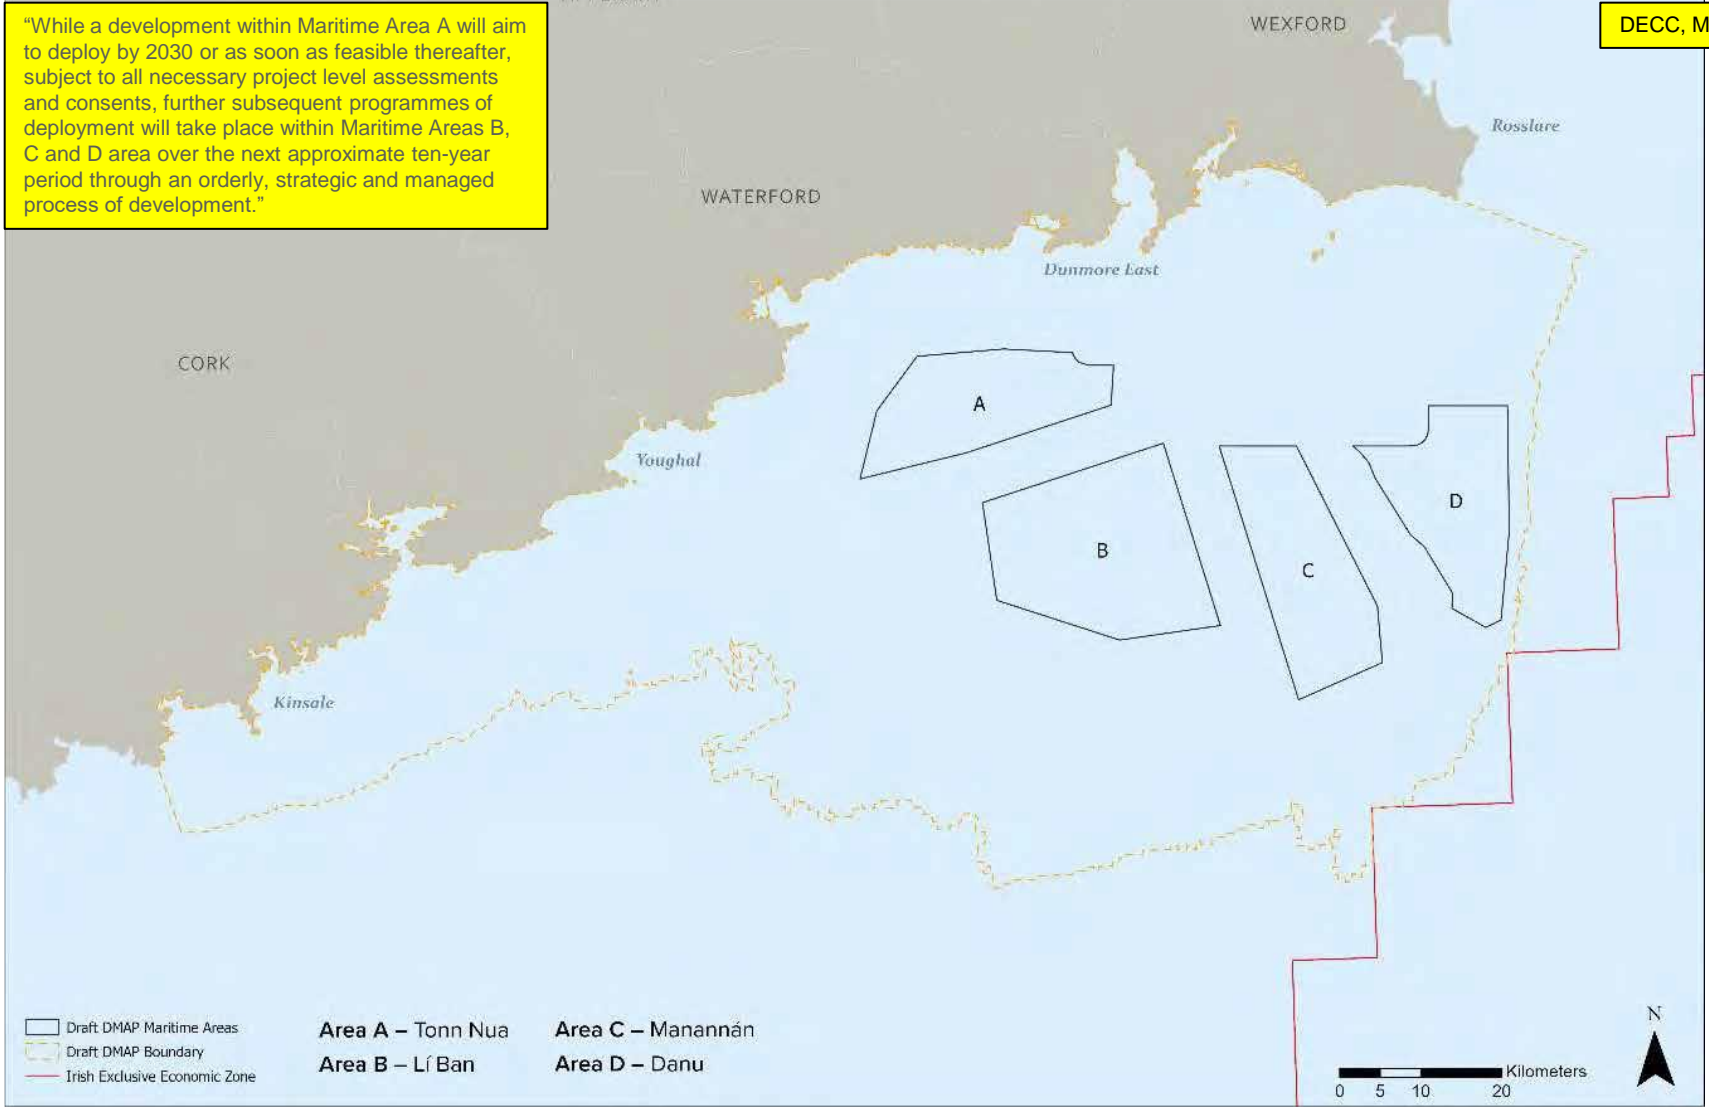 “While a development within Maritime Area A will aim
to deploy by 2030 or as soon as feasible thereafter,
subject to all necessary project level assessments
and consents, further subsequent programmes of
deployment will take place within Maritime Areas B,
C and D area over the next approximate ten-year
period through an orderly, strategic and managed
process of development.”
DECC, M
WEXFORD
Rosslare
WATERFORD
Dunmore East
CORK
A
Youghal
D
B
C
Kinsale
Draft DMAP Maritime Areas
Draft DMAP Boundary
Irish Exclusive Economic Zone
Area A – Tonn Nua
Area B – Lí Ban
Area C – Manannán
Area D – Danu
N
Kilometers
0 5 10 20